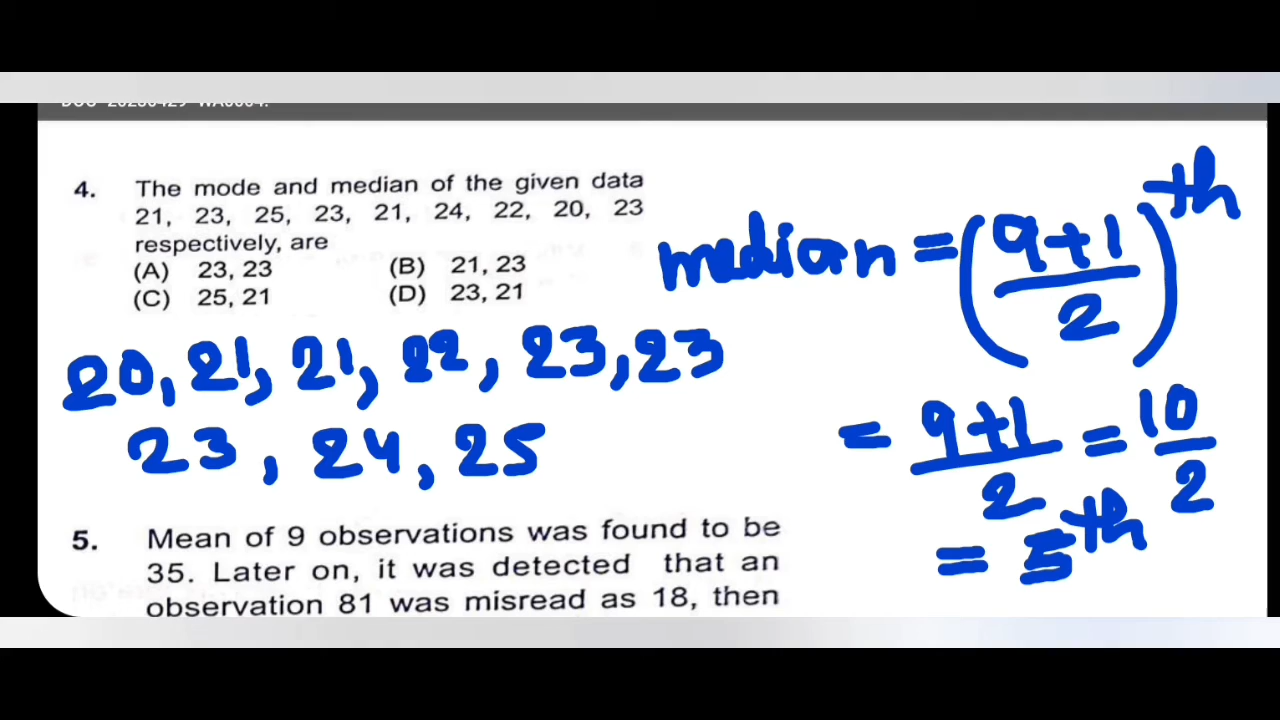 4. The mode and median of the given data
21, 23, 25, 23, 21, 24, 22, 20, 23
respectively, are
(A) 23, 23 (B) 21, 23
(C) 25, 21 (D) 23, 21
20, 21, 21, 22, 23, 23
23, 24, 25
median = (9+1/2)th
= 9+1/2 = 10/2
= 5th
5. Mean of 9 observations was found to be
35. Later on, it was detected that an
observation 81 was misread as 18, then